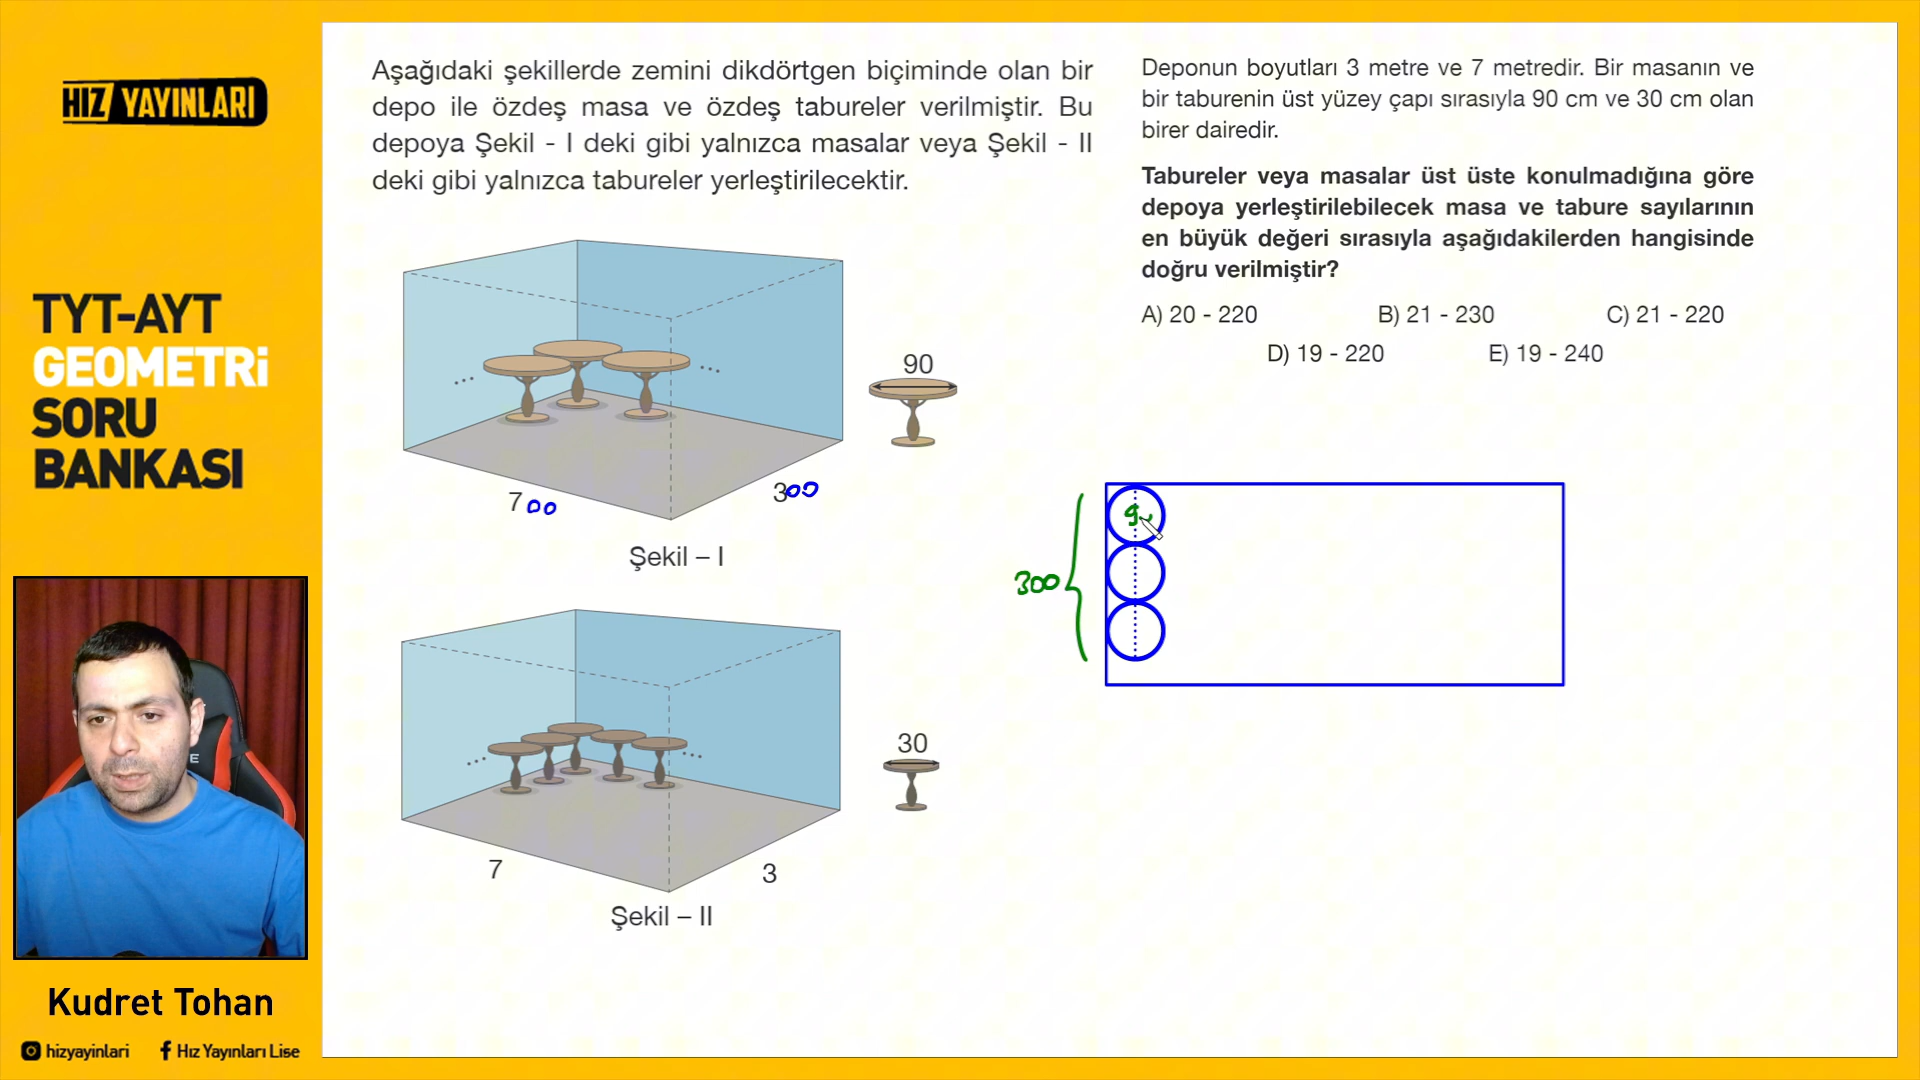 HIZ YAYINLARI
TYT-AYT
GEOMETRİ
SORU
BANKASI
Kudret Tohan
hizyayinlari
Hız Yayınları Lise
Aşağıdaki şekillerde zemini dikdörtgen biçiminde olan bir
depo ile özdeş masa ve özdeş tabureler verilmiştir. Bu
depoya Şekil - I deki gibi yalnızca masalar veya Şekil - II
deki gibi yalnızca tabureler yerleştirilecektir.
90
700
300
Şekil – I
30
7
3
Şekil – II
Deponun boyutları 3 metre ve 7 metredir. Bir masanın ve
bir taburenin üst yüzey çapı sırasıyla 90 cm ve 30 cm olan
birer dairedir.
Tabureler veya masalar üst üste konulmadığına göre
depoya yerleştirilebilecek masa ve tabure sayılarının
en büyük değeri sırasıyla aşağıdakilerden hangisinde
doğru verilmiştir?
A) 20 - 220 B) 21 - 230 C) 21 - 220
D) 19 - 220 E) 19 - 240
300